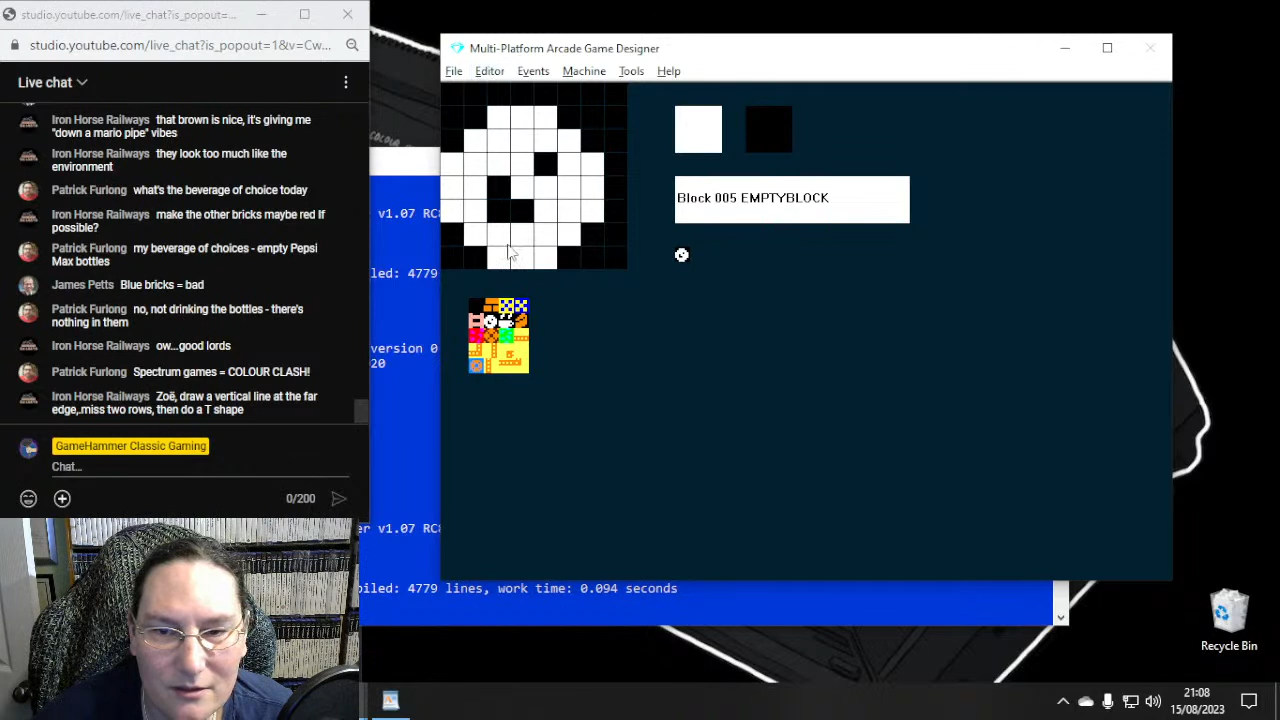 studio.youtube.com/live_chat?is_popout=...
studio.youtube.com/live_chat?is_popout=1&v=Cw...
Live chat
Iron Horse Railways that brown is nice, it's giving me
"down a mario pipe" vibes
Iron Horse Railways they look too much like the
environment
Patrick Furlong what's the beverage of choice today
Iron Horse Railways make the other bricks maybe red If
possible?
Patrick Furlong my beverage of choices - empty Pepsi
Max bottles
James Petts Blue bricks = bad
Patrick Furlong no, not drinking the bottles - there's
nothing in them
Iron Horse Railways ow...good lords
Patrick Furlong Spectrum games = COLOUR CLASH!
Iron Horse Railways Zoë, draw a vertical line at the far
edge,.miss two rows, then do a T shape
GameHammer Classic Gaming
Chat...
0/200
Multi-Platform Arcade Game Designer
File Editor Events Machine Tools Help
Block 005 EMPTYBLOCK
r v1.07 RC
led: 4779
version 0
20
er v1.07 RC
piled: 4779 lines, work time: 0.094 seconds
Recycle Bin
21:08
15/08/2023